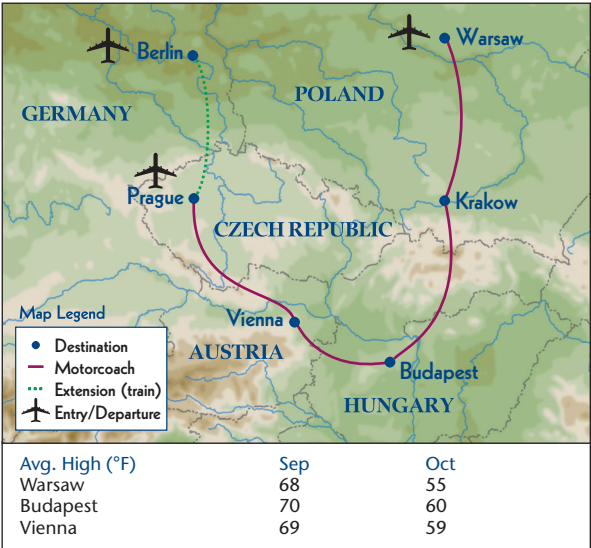 Berlin
Warsaw
POLAND
GERMANY
Prague
Krakow
CZECH REPUBLIC
Vienna
AUSTRIA
Budapest
HUNGARY
Map Legend
Destination
Motorcoach
Extension (train)
Entry/Departure
Avg. High (°F) Sep Oct
Warsaw 68 55
Budapest 70 60
Vienna 69 59